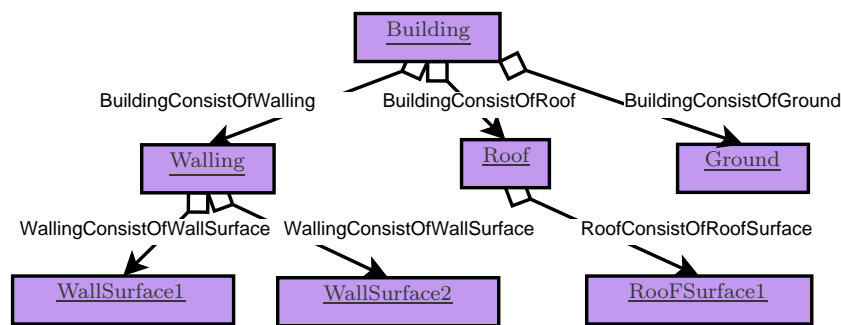 Building
BuildingConsistOfWalling
BuildingConsistOfRoof
BuildingConsistOfGround
Walling
Roof
Ground
WallingConsistOfWallSurface
WallingConsistOfWallSurface
RoofConsistOfRoofSurface
WallSurface1
WallSurface2
RooFSurface1